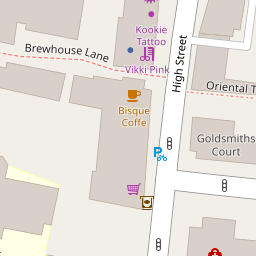 Kookie
Tattoo
Brewhouse Lane
Vikki Pink
High Street
Oriental T
Bisque
Coffe
Goldsmiths
Court
P